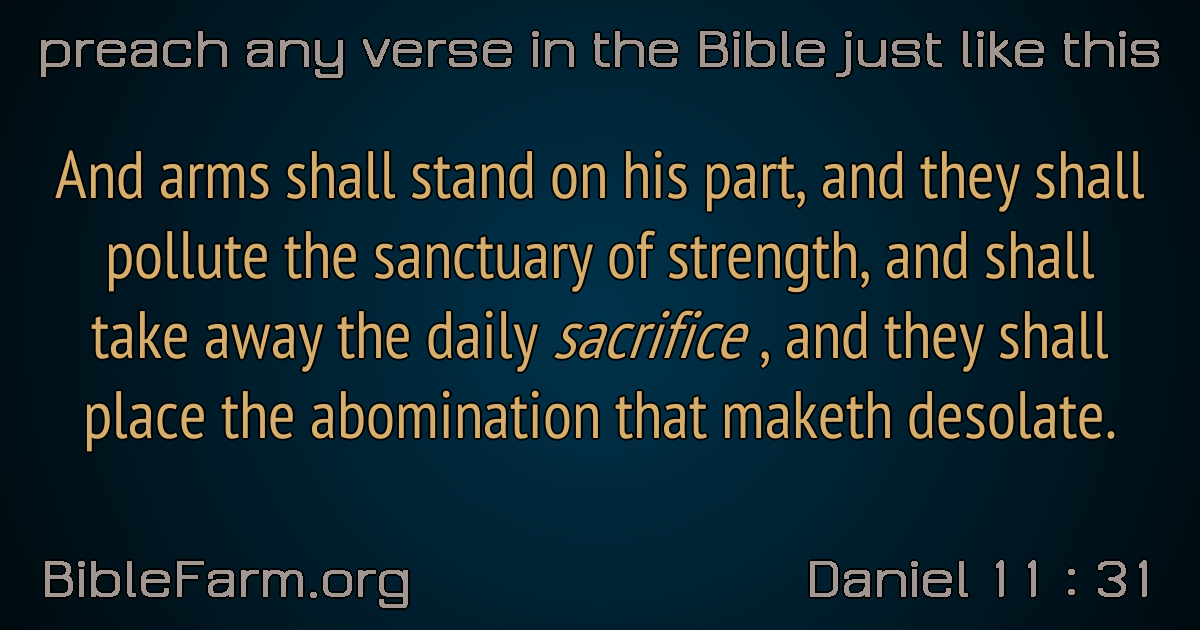 preach any verse in the Bible just like this
And arms shall stand on his part, and they shall
pollute the sanctuary of strength, and shall
take away the daily sacrifice , and they shall
place the abomination that maketh desolate.
BibleFarm.org
Daniel 11 : 31